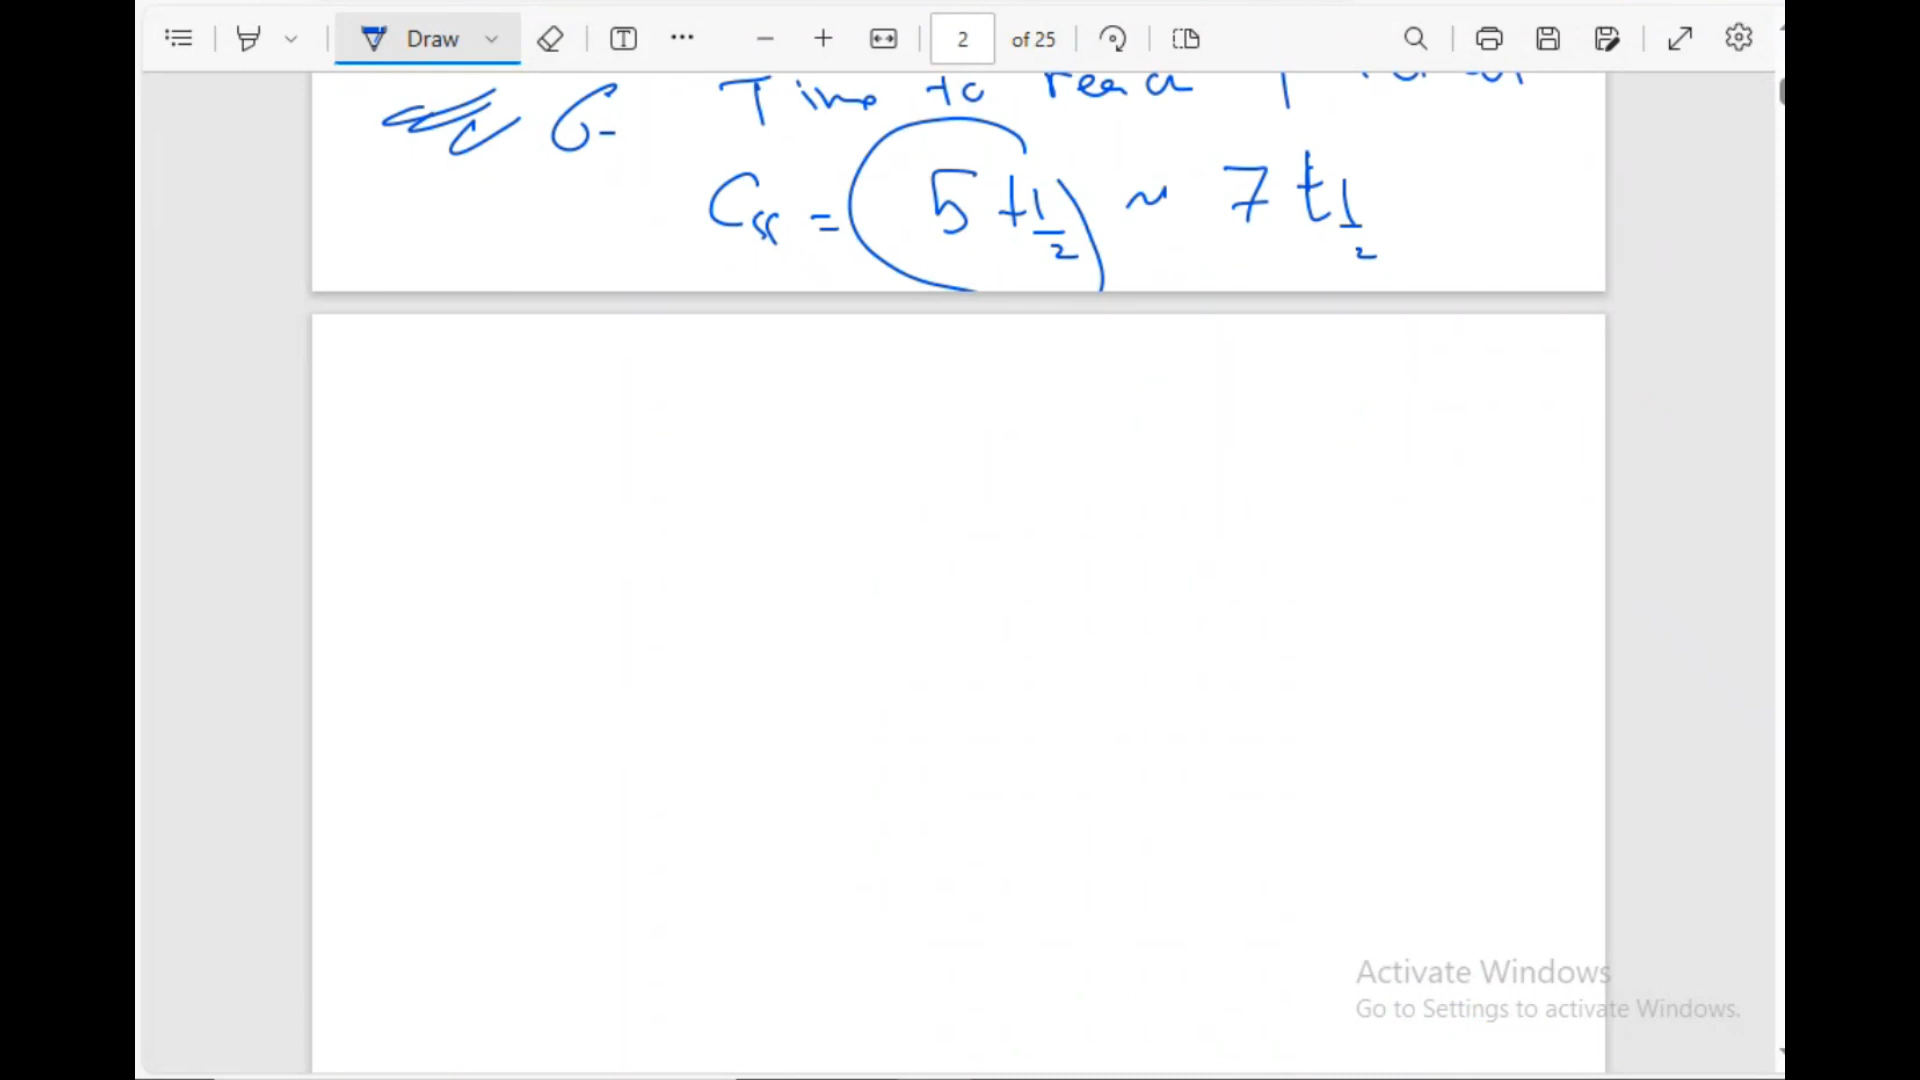 Draw
2 of 25
6- Time to reach
Css = 5 t1/2 ~ 7 t1/2
Activate Windows
Go to Settings to activate Windows.